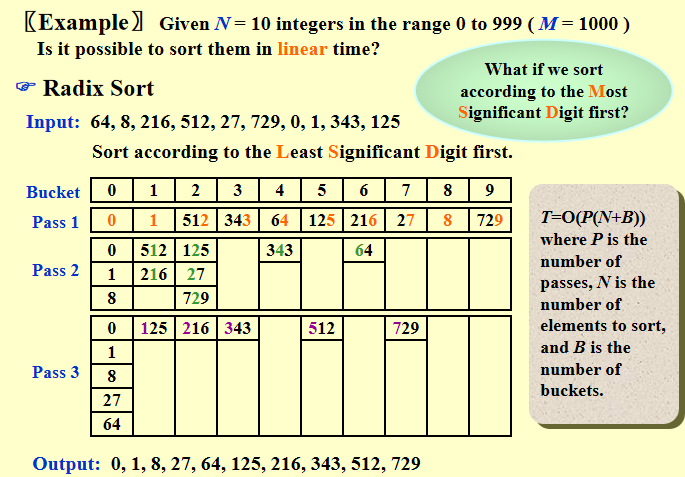 〖Example〗 Given N = 10 integers in the range 0 to 999 ( M = 1000 )
Is it possible to sort them in linear time?
☞ Radix Sort
What if we sort
according to the Most
Significant Digit first?
Input: 64, 8, 216, 512, 27, 729, 0, 1, 343, 125
Sort according to the Least Significant Digit first.
Bucket 0 1 2 3 4 5 6 7 8 9
Pass 1 0 1 512 343 64 125 216 27 8 729
0 512 125 343 64
Pass 2 1 216 27
8 729
0 125 216 343 512 729
1
Pass 3 8
27
64
T=O(P(N+B))
where P is the
number of
passes, N is the
number of
elements to sort,
and B is the
number of
buckets.
Output: 0, 1, 8, 27, 64, 125, 216, 343, 512, 729